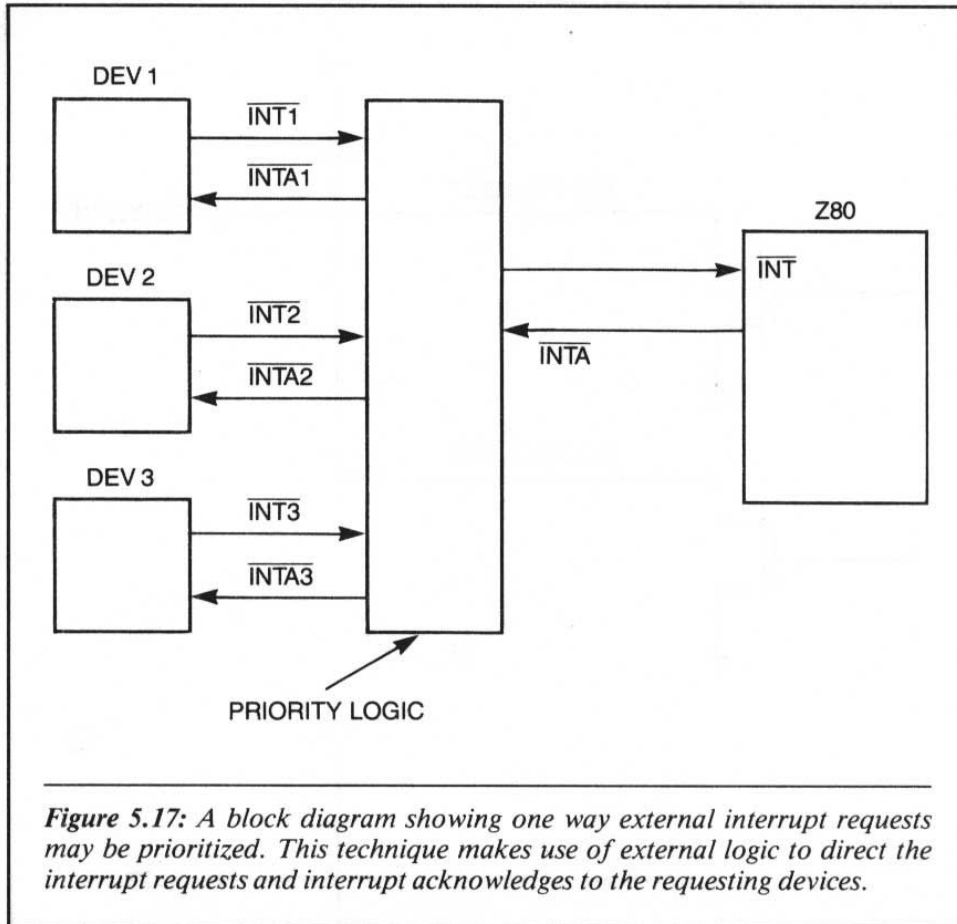 DEV 1
INT1
INTA1
DEV 2
INT2
INTA2
DEV 3
INT3
INTA3
Z80
INT
INTA
PRIORITY LOGIC
Figure 5.17: A block diagram showing one way external interrupt requests
may be prioritized. This technique makes use of external logic to direct the
interrupt requests and interrupt acknowledges to the requesting devices.